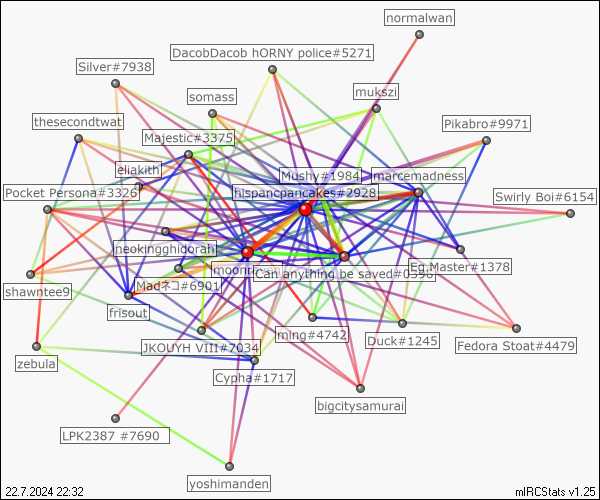 normalwan
DacobDacob hORNY police#5271
Silver#7938
mukszi
somass
thesecondtwat
Pikabro#9971
Majestic#3375
eliakith
Mushy#1984
marcemadness
Pocket Persona#3326
hispancpancakes#2928
Swirly Boi#6154
neokingghidorah
Eg.Master#1378
Can anything be saved#
Madネコ#6901
shawntee9
frisout
ming#4742
Duck#1245
Fedora Stoat#4479
JKOUYH VIII#7034
zebula
Cypha#1717
bigcitysamurai
LPK2387 #7690
yoshimanden
22.7.2024 22:32
mIRCStats v1.25